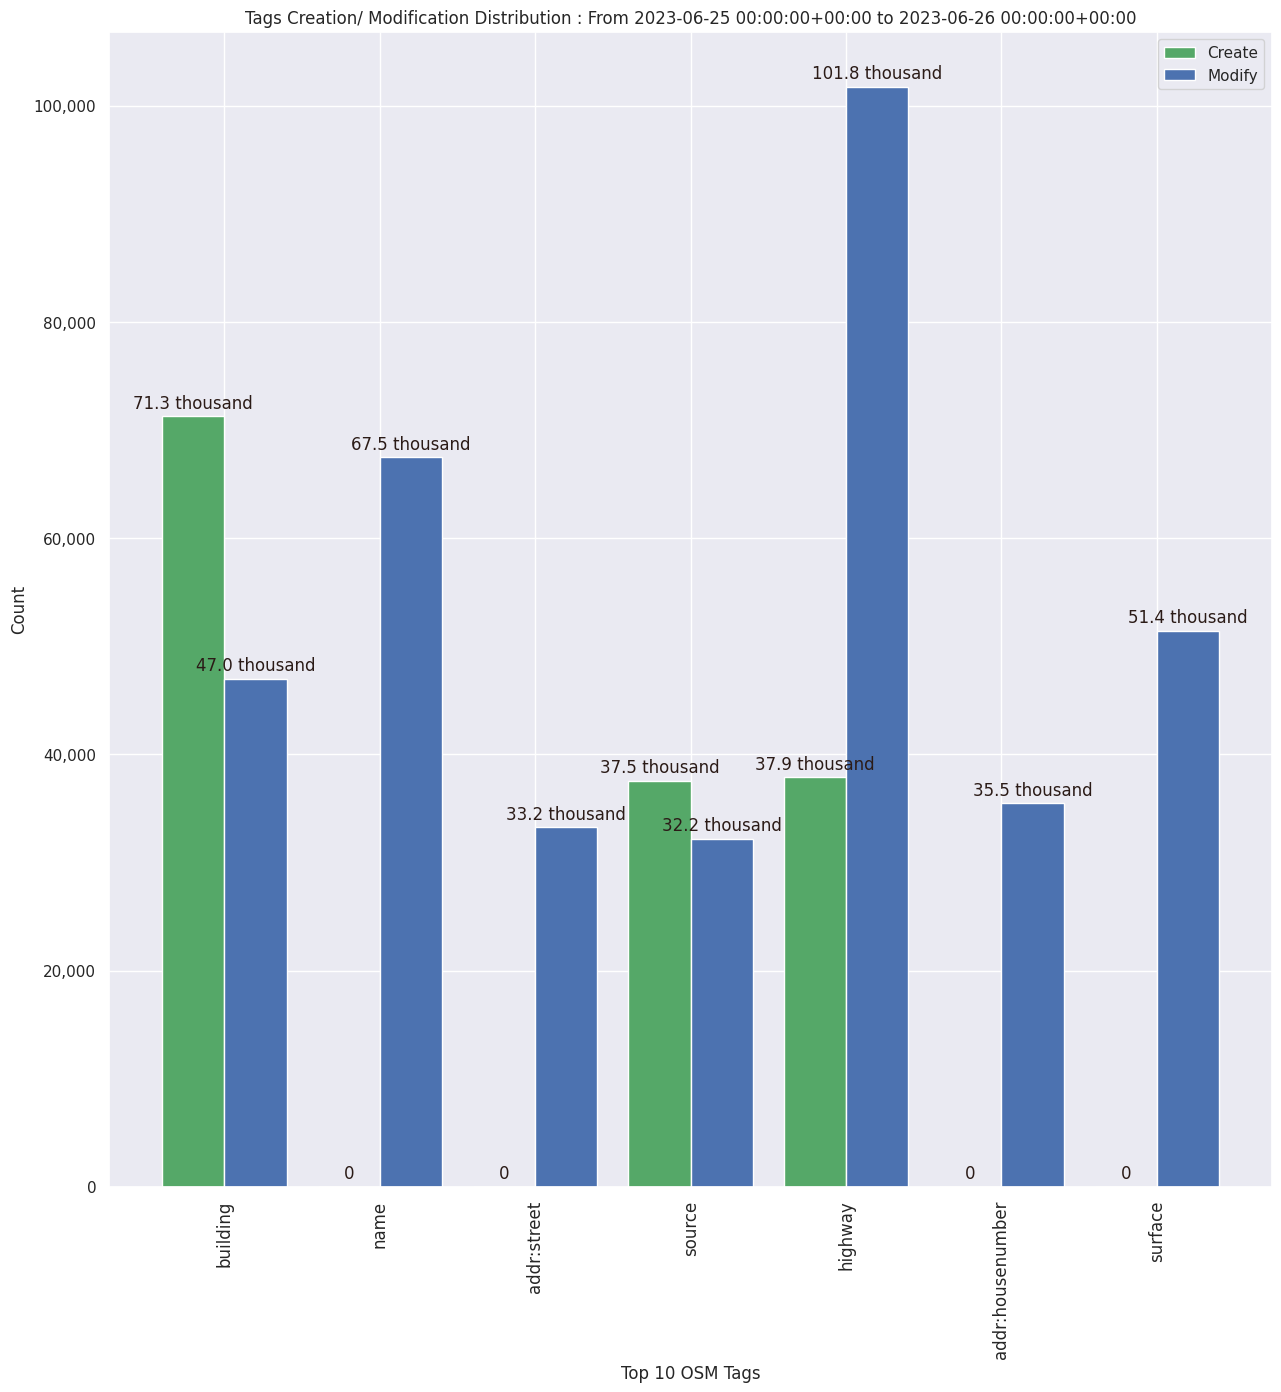 Tags Creation/ Modification Distribution : From 2023-06-25 00:00:00+00:00 to 2023-06-26 00:00:00+00:00
Create
Modify
101.8 thousand
100,000
80,000
71.3 thousand
67.5 thousand
60,000
Count
51.4 thousand
47.0 thousand
40,000
37.5 thousand
37.9 thousand
35.5 thousand
33.2 thousand
32.2 thousand
20,000
0
0
0
0
0
building
name
addr:street
source
highway
addr:housenumber
surface
Top 10 OSM Tags